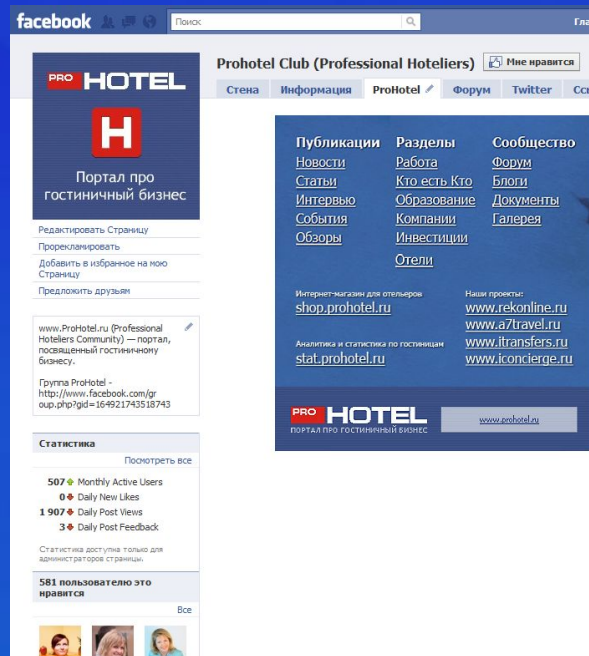 facebook
Поиск
Гла
Prohotel Club (Professional Hoteliers)
Мне нравится
Стена Информация ProHotel Форум Twitter Ссы
PRO HOTEL
H
Портал про
гостиничный бизнес
Редактировать Страницу
Прорекламировать
Добавить в избранное на мою
Страницу
Предложить друзьям
www.ProHotel.ru (Professional
Hoteliers Community) — портал,
посвященный гостиничному
бизнесу.
Группа ProHotel -
http://www.facebook.com/gr
oup.php?gid=164921743518743
Статистика
Посмотреть все
507 Monthly Active Users
0 Daily New Likes
1 907 Daily Post Views
3 Daily Post Feedback
Статистика доступна только для
администраторов страницы.
581 пользователю это
нравится
Все
Публикации
Новости
Статьи
Интервью
События
Обзоры
Разделы
Работа
Кто есть Кто
Образование
Компании
Инвестиции
Отели
Сообщество
Форум
Блоги
Документы
Галерея
Интернет-магазин для отельеров
shop.prohotel.ru
Аналитика и статистика по гостиницам
stat.prohotel.ru
Наши проекты:
www.rekonline.ru
www.a7travel.ru
www.itransfers.ru
www.iconcierge.ru
PRO HOTEL
ПОРТАЛ ПРО ГОСТИНИЧНЫЙ БИЗНЕС
www.prohotel.ru